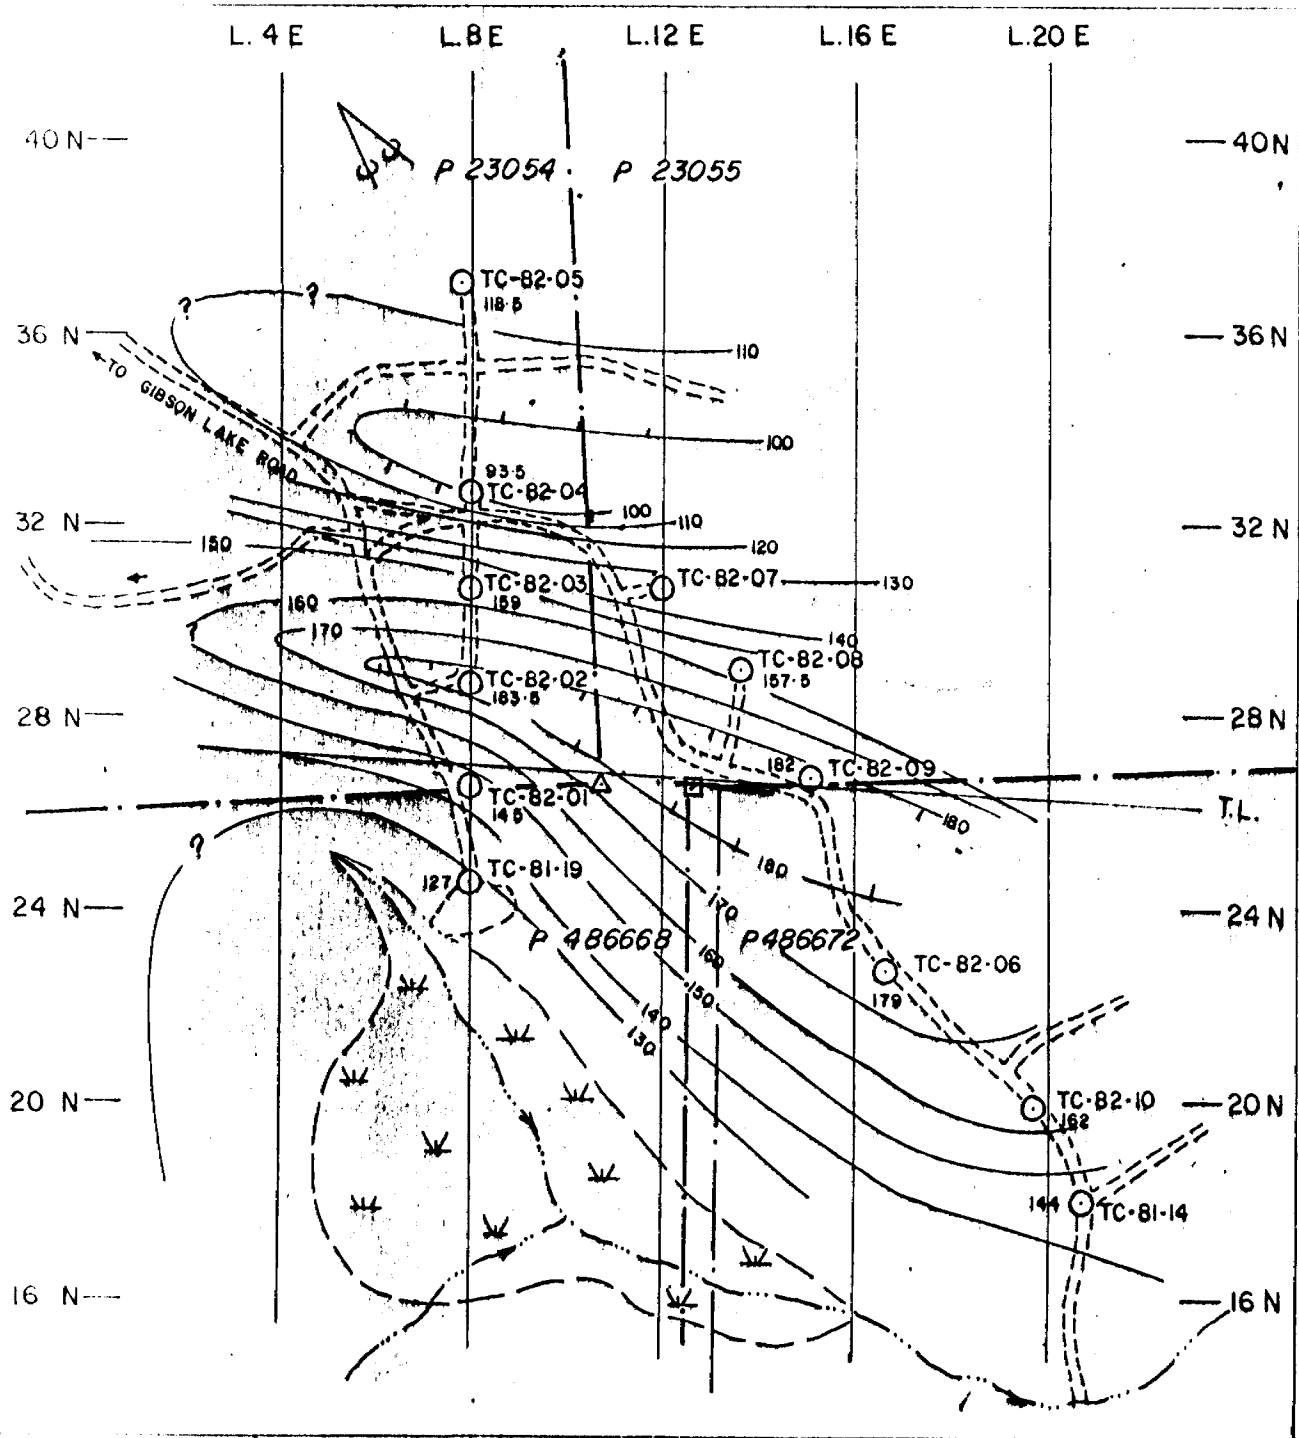 L. 4 E L.8E L.12 E L.16 E L.20 E
40 N 40 N
P 23054 P 23055
TC-82-05
118.5
? ?
36 N 36 N
110
TO GIBSON LAKE ROAD
100
93.5
TC-82-04
100
32 N 110 32 N
150 120
TC-82-03 TC-82-07 130
159
160
170 140
? TC-82-08
TC-82-02 157.5
183.5
28 N 28 N
182 TC-82-09
TC-82-01
145 180 T.L.
?
TC-81-19 180
127
24 N 170 24 N
P 486668 P486672
160 TC-82-06
150 179
140
130
20 N TC-82-10 20 N
162
144 TC-81-14
16 N 16 N